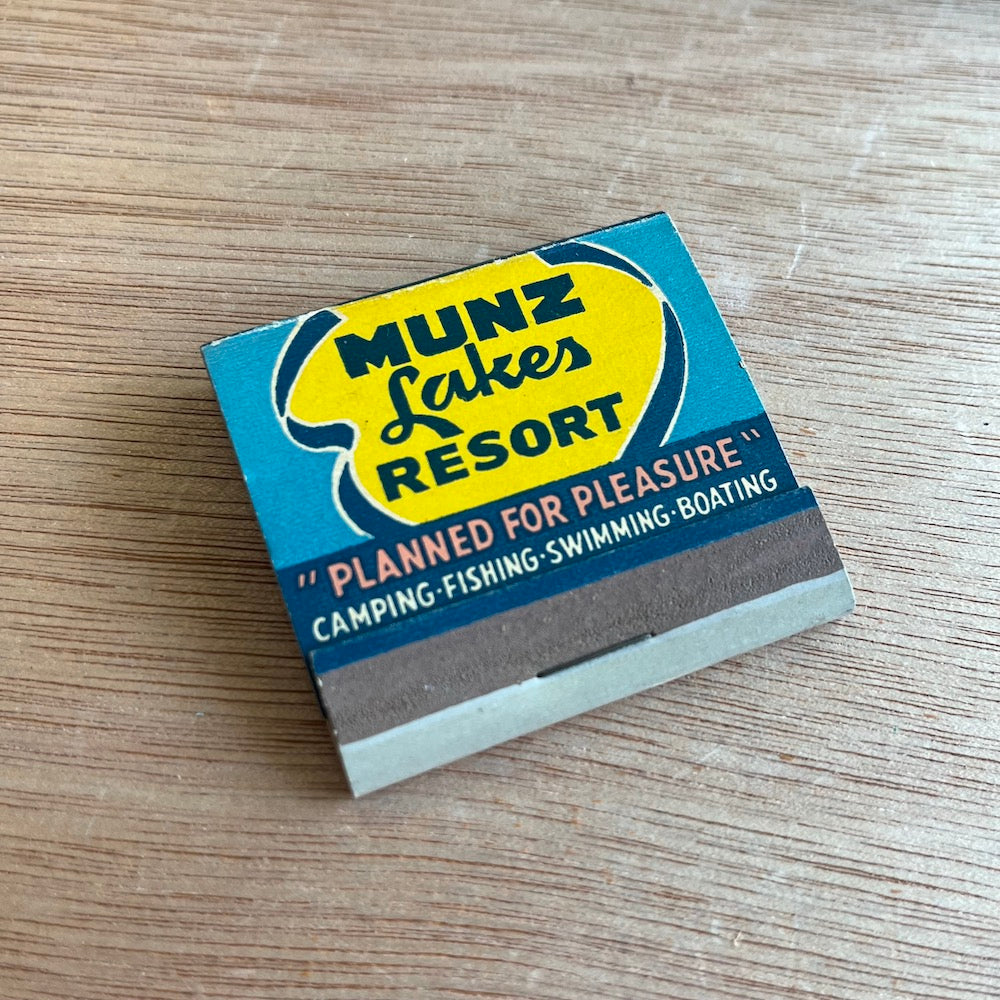 MUNZ
Lakes
RESORT
"PLANNED FOR PLEASURE"
CAMPING·FISHING·SWIMMING·BOATING